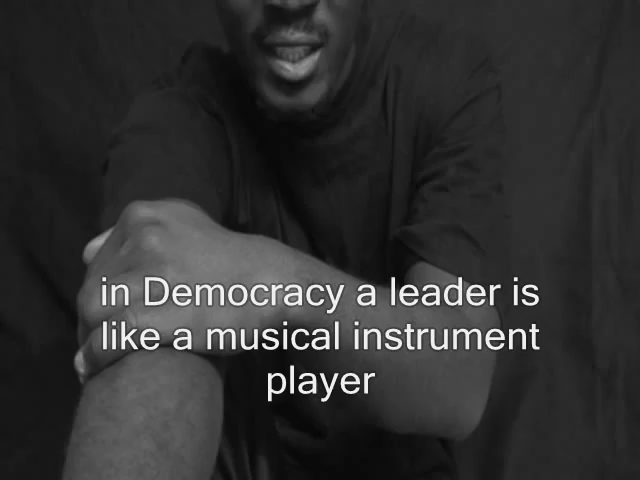 in Democracy a leader is
like a musical instrument
player